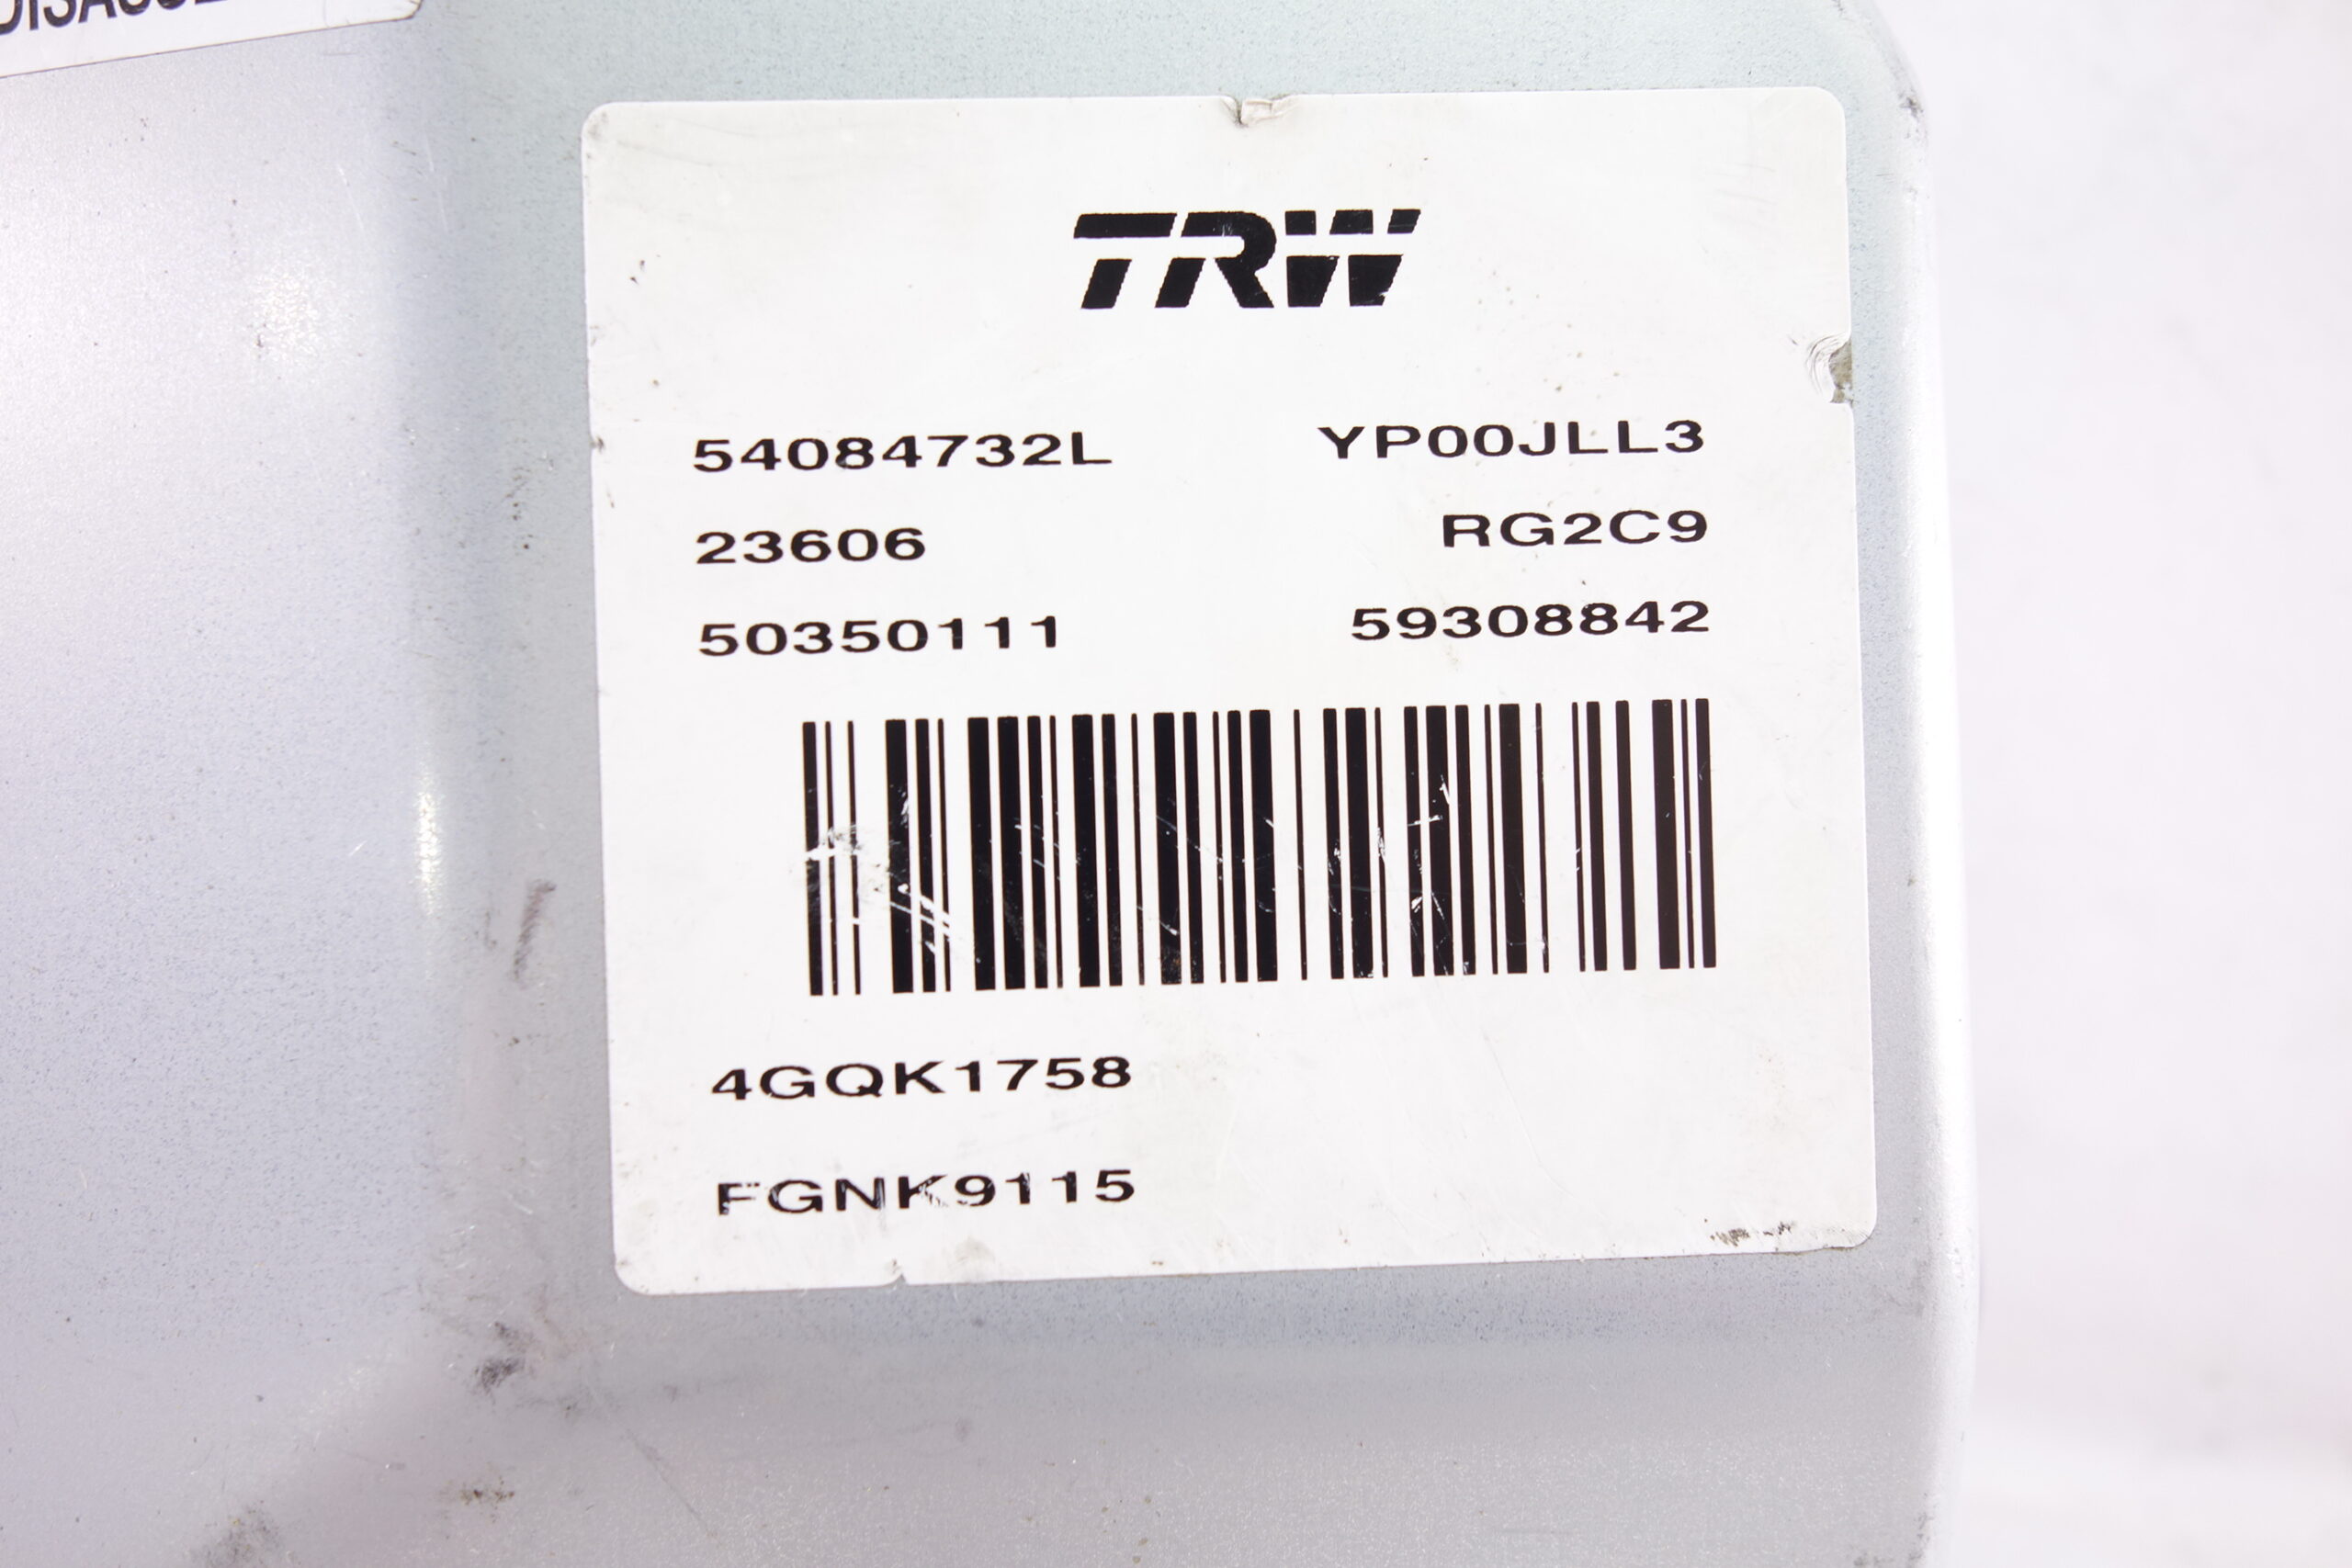 TRW
54084732L YP00JLL3
23606 RG2C9
50350111 59308842
4GQK1758
FGNK9115